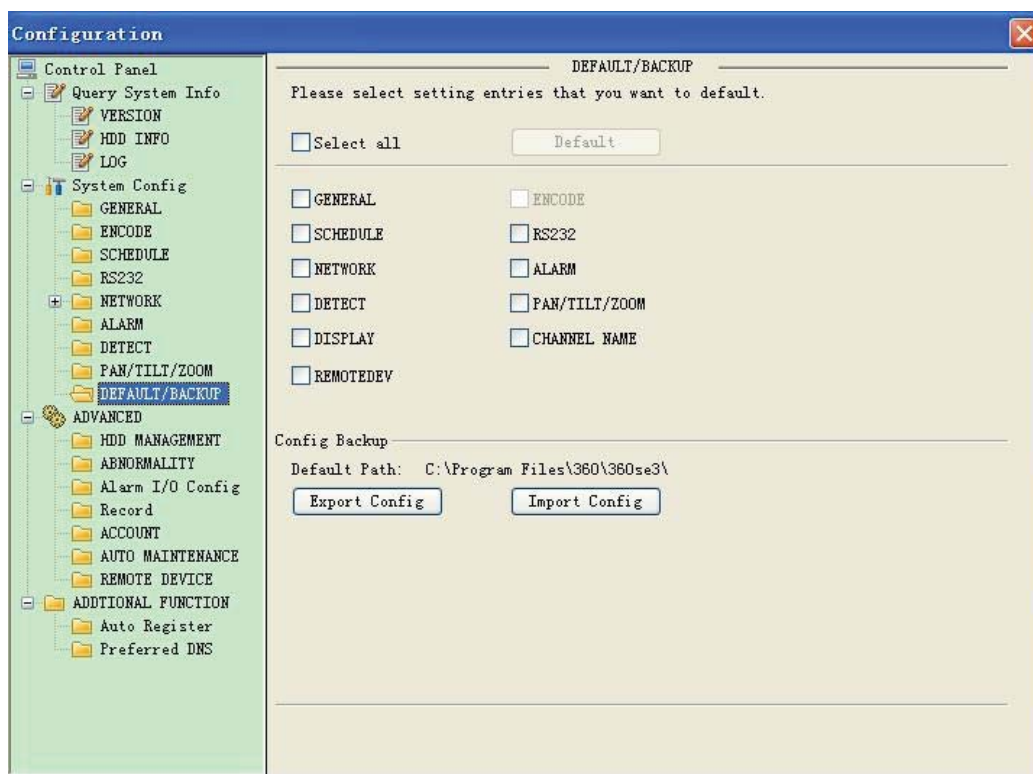 Configuration
Control Panel
Query System Info
VERSION
HDD INFO
LOG
System Config
GENERAL
ENCODE
SCHEDULE
RS232
NETWORK
ALARM
DETECT
PAN/TILT/ZOOM
DEFAULT/BACKUP
ADVANCED
HDD MANAGEMENT
ABNORMALITY
Alarm I/O Config
Record
ACCOUNT
AUTO MAINTENANCE
REMOTE DEVICE
ADDTIONAL FUNCTION
Auto Register
Preferred DNS
DEFAULT/BACKUP
Please select setting entries that you want to default.
Select all Default
GENERAL ENCODE
SCHEDULE RS232
NETWORK ALARM
DETECT PAN/TILT/ZOOM
DISPLAY CHANNEL NAME
REMOTEDEV
Config Backup
Default Path: C:\Program Files\360\360se3\
Export Config Import Config